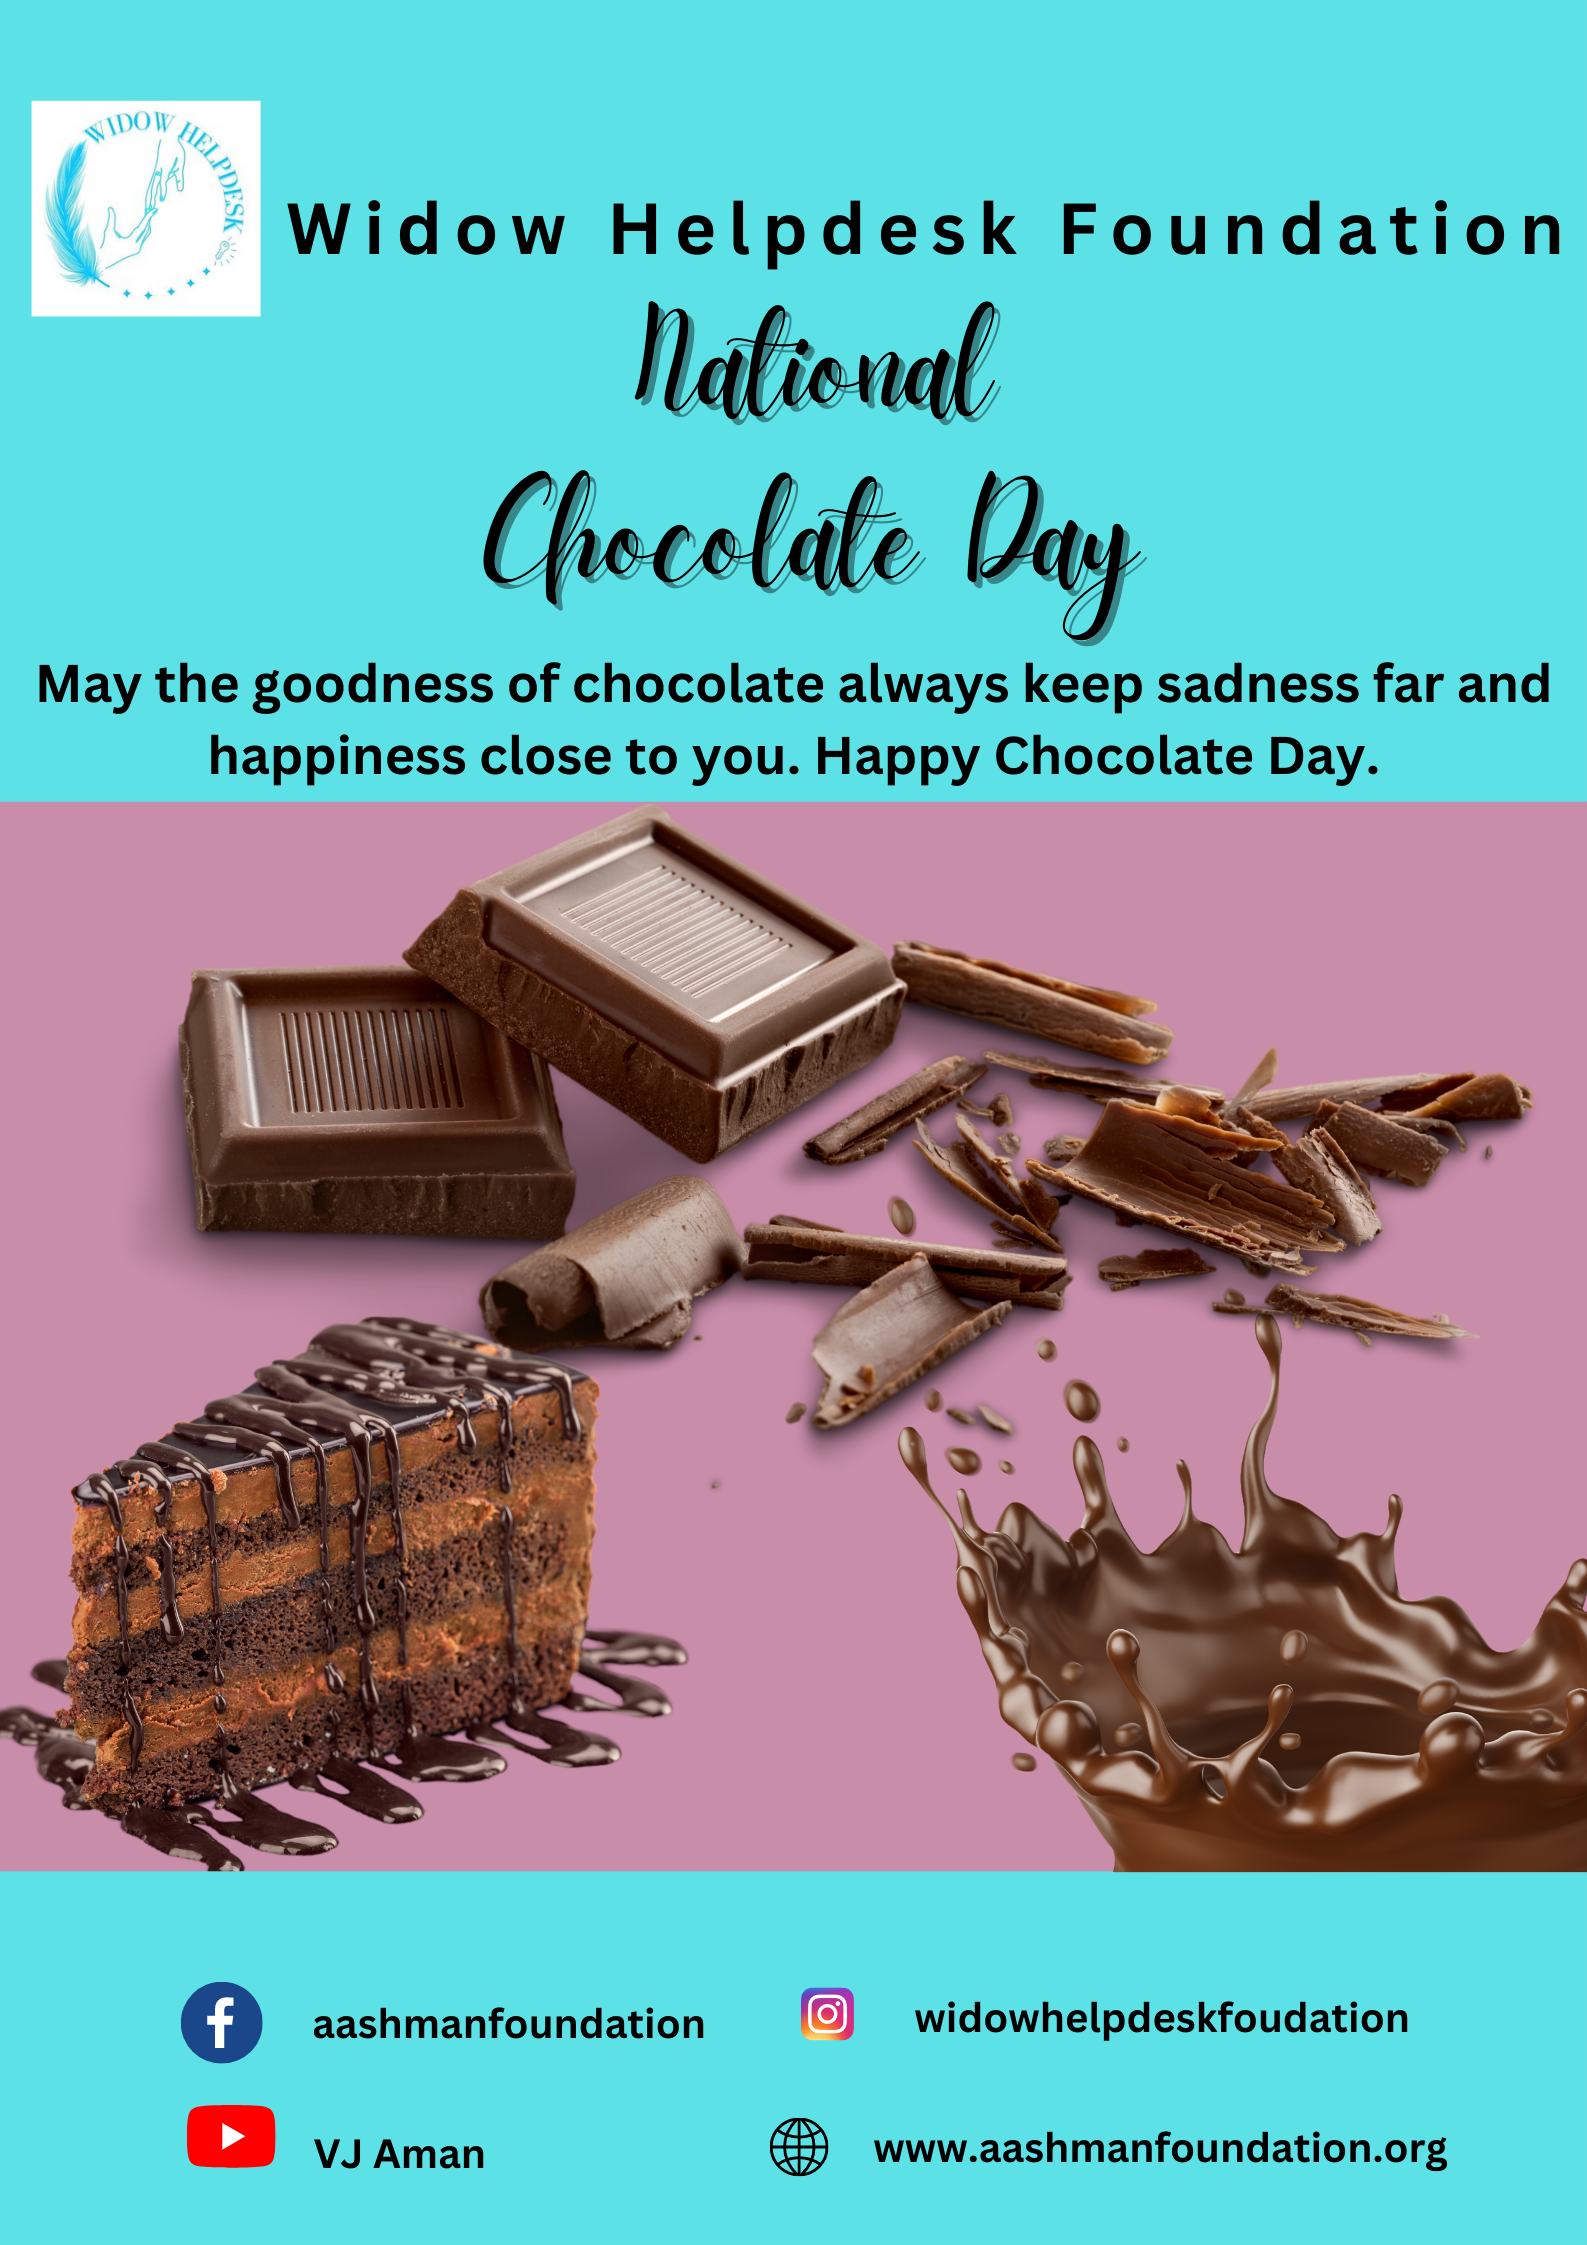 WIDOW HELPDESK
Widow Helpdesk Foundation
National
Chocolate Day
May the goodness of chocolate always keep sadness far and
happiness close to you. Happy Chocolate Day.
aashmanfoundation
widowhelpdeskfoudation
VJ Aman
www.aashmanfoundation.org